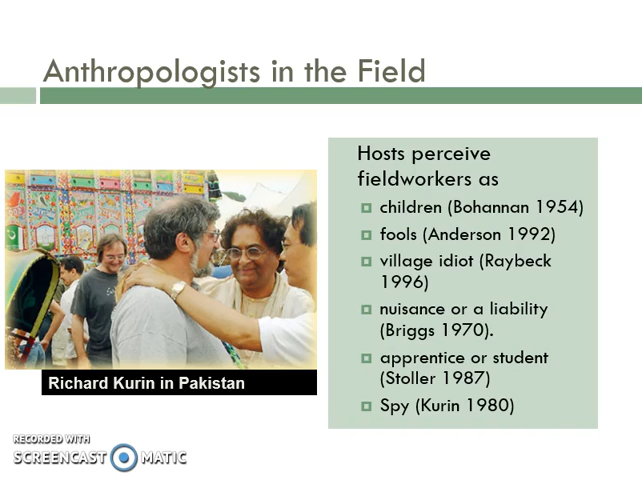 Anthropologists in the Field
Hosts perceive
fieldworkers as
children (Bohannan 1954)
fools (Anderson 1992)
village idiot (Raybeck
1996)
nuisance or a liability
(Briggs 1970).
apprentice or student
(Stoller 1987)
Spy (Kurin 1980)
Richard Kurin in Pakistan
RECORDED WITH
SCREENCAST MATIC